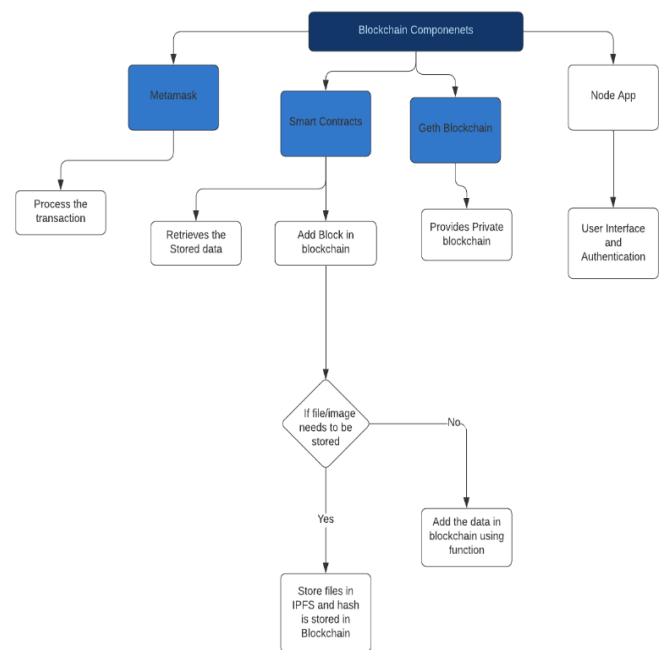 Blockchain Componenets
Metamask
Smart Contracts
Geth Blockchain
Node App
Process the
transaction
Retrieves the
Stored data
Add Block in
blockchain
Provides Private
blockchain
User Interface
and
Authentication
If file/image
needs to be
stored
No
Yes
Add the data in
blockchain using
function
Store files in
IPFS and hash
is stored in
Blockchain